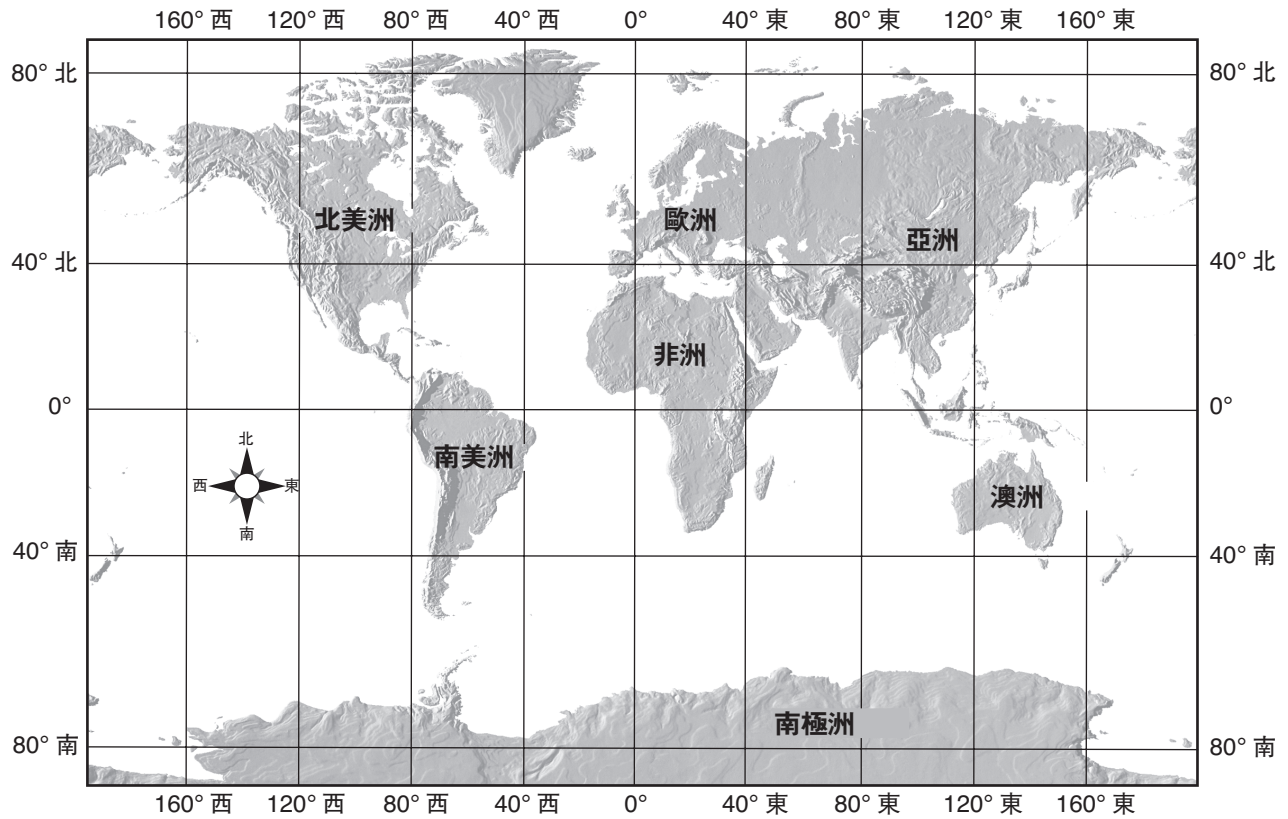 160° 西 120° 西 80° 西 40° 西 0° 40° 東 80° 東 120° 東 160° 東
80° 北 80° 北
北美洲 歐洲
亞洲
40° 北 40° 北
非洲
0° 0°
北
南美洲
西 東
澳洲
南
40° 南 40° 南
南極洲
80° 南 80° 南
160° 西 120° 西 80° 西 40° 西 0° 40° 東 80° 東 120° 東 160° 東